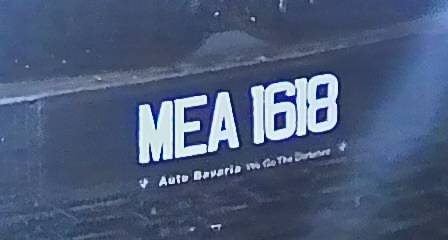 MEA 1618
Auto Bavaria We Go The Distance